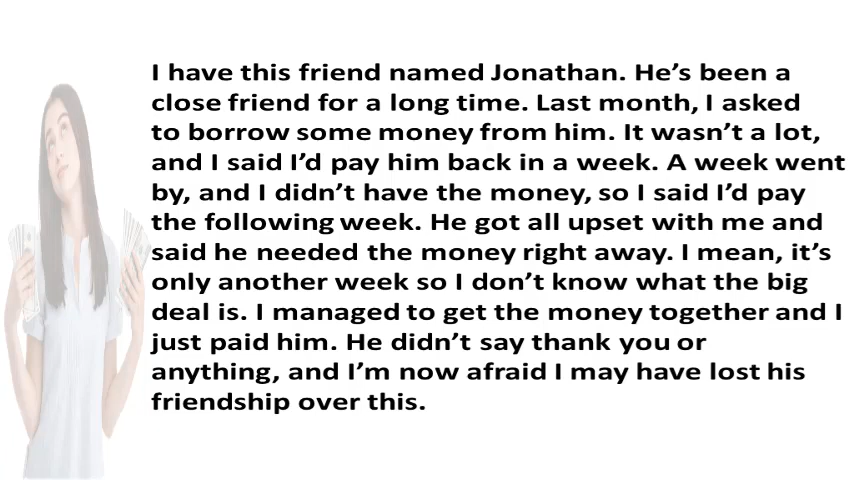 I have this friend named Jonathan. He’s been a
close friend for a long time. Last month, I asked
to borrow some money from him. It wasn’t a lot,
and I said I’d pay him back in a week. A week went
by, and I didn’t have the money, so I said I’d pay
the following week. He got all upset with me and
said he needed the money right away. I mean, it’s
only another week so I don’t know what the big
deal is. I managed to get the money together and I
just paid him. He didn’t say thank you or
anything, and I’m now afraid I may have lost his
friendship over this.